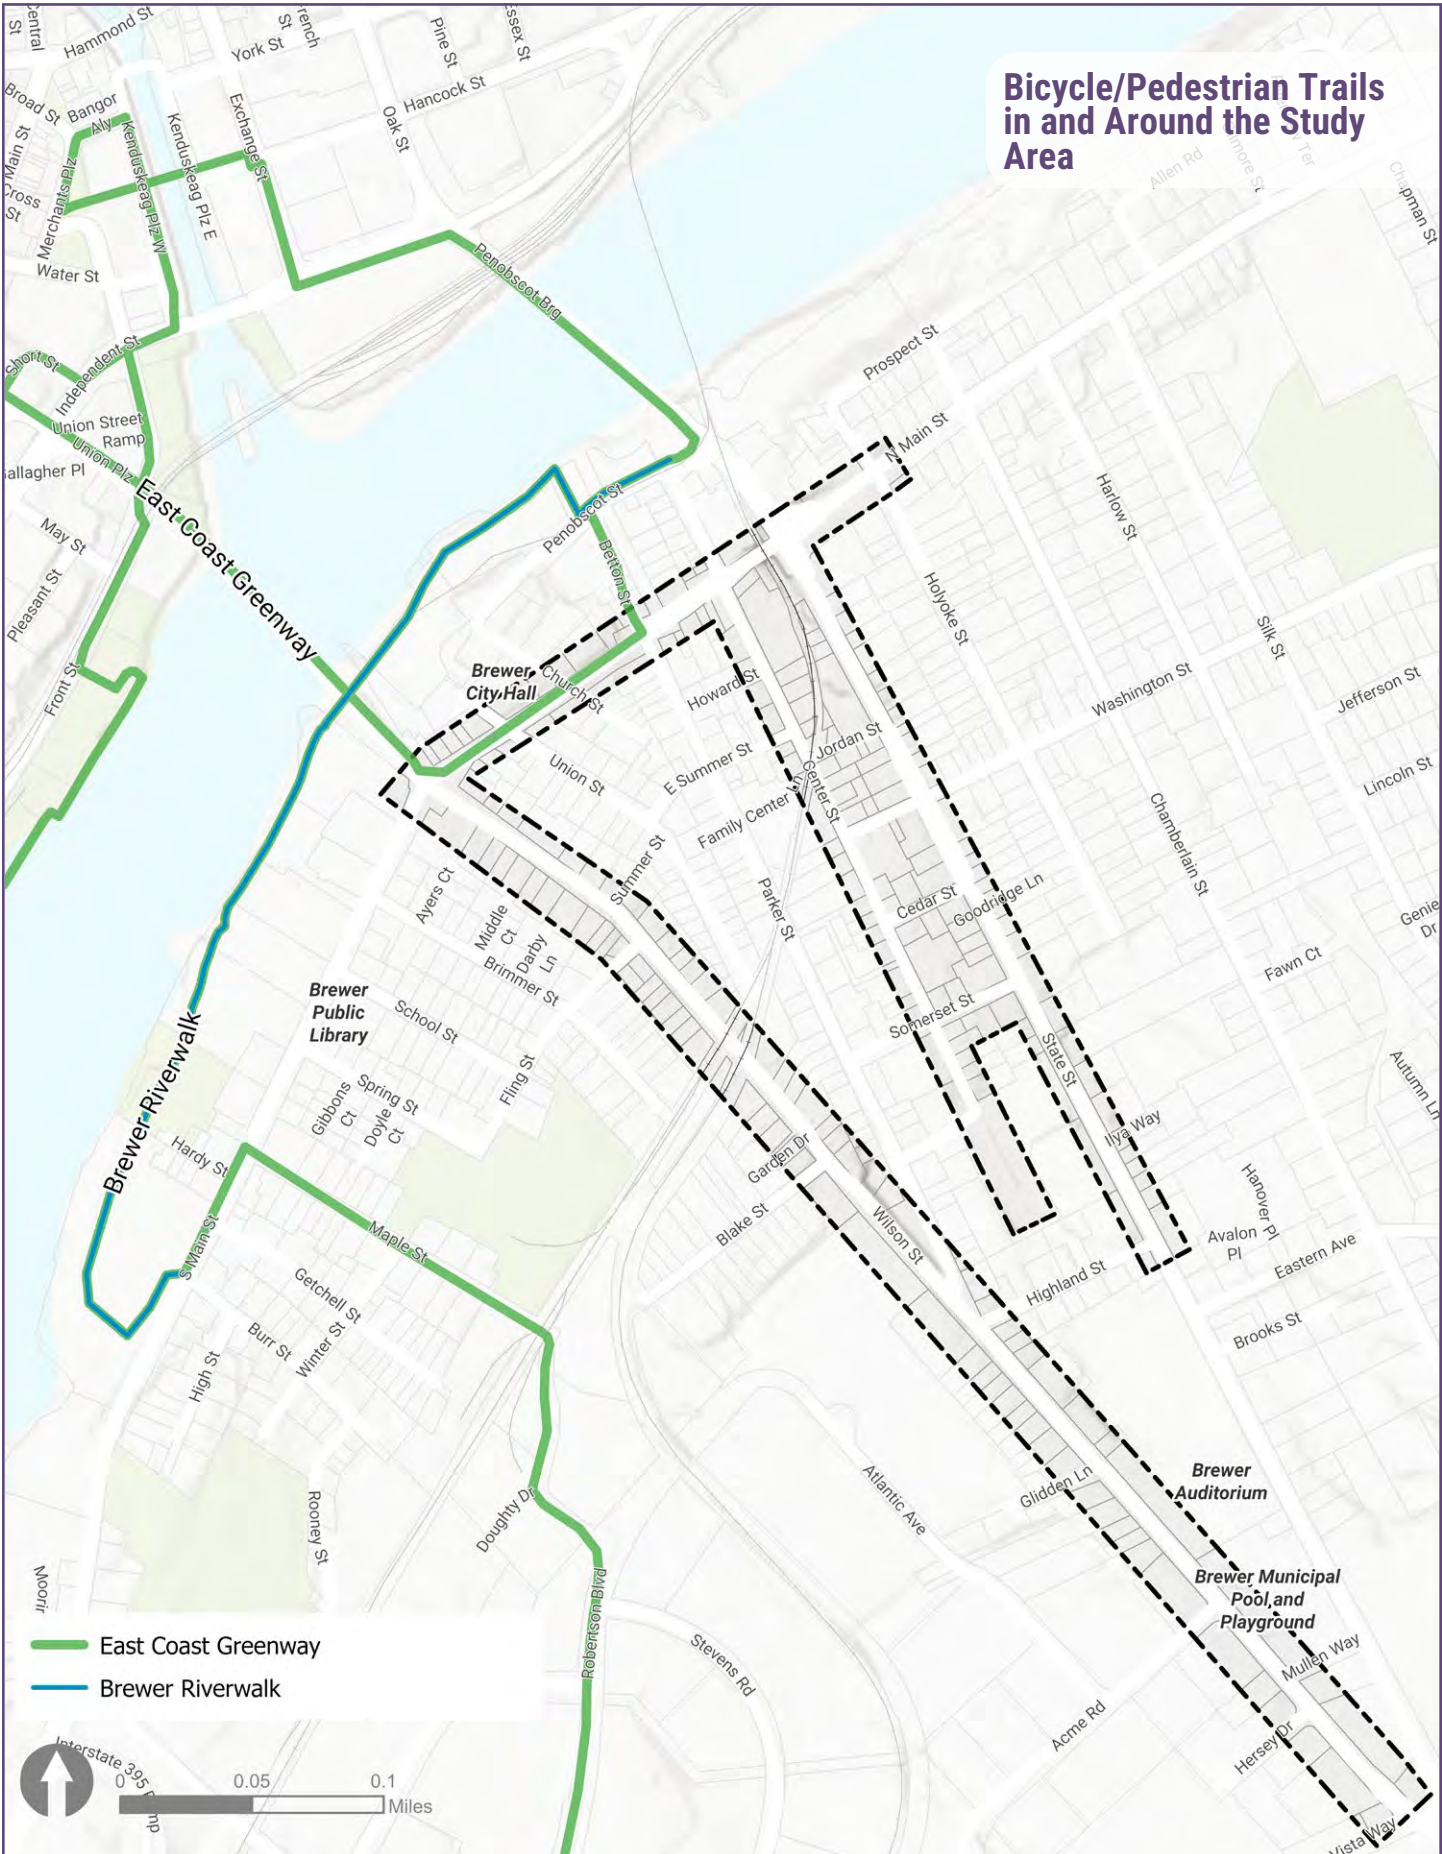 Bicycle/Pedestrian Trails
in and Around the Study
Area
Central
St
Hammond St
York St
French
St
Pine St
Essex St
Broad St
Bangor
Aly
Exchange St
Oak St
Hancock St
Main St
Cross
St
Merchants Plz
Kenduskeag Plz W
Kenduskeag Plz E
Water St
Penobscot Brg
Allen Rd
Chapman St
Short St
Independent St
Union Street
Ramp
Union Plz
Gallagher Pl
May St
Pleasant St
Front St
East Coast Greenway
Prospect St
N Main St
Penobscot St
Betton St
Harlow St
Holyoke St
Silk St
Washington St
Jefferson St
Lincoln St
Brewer
City Hall
Church St
Howard St
E Summer St
Jordan St
Union St
Family Center Ln
Center St
Summer St
Parker St
Chamberlain St
Cedar St
Goodridge Ln
Genie
Dr
Fawn Ct
Somerset St
State St
Autumn Ln
Ayers Ct
Middle
Ct
Darby
Ln
Brimmer St
Brewer
Public
Library
School St
Fling St
Gibbons
Ct
Spring St
Doyle
Ct
Brewer Riverwalk
Hardy St
S Main St
Maple St
Garden Dr
Blake St
Wilson St
Ilya Way
Hanover Pl
Avalon
Pl
Eastern Ave
Highland St
Brooks St
Getchell St
Burr St
Winter St
High St
Rooney St
Doughty Dr
Robertson Blvd
Stevens Rd
Atlantic Ave
Glidden Ln
Brewer
Auditorium
Brewer Municipal
Pool and
Playground
Mullen Way
Acme Rd
Hersey Dr
Vista Way
East Coast Greenway
Brewer Riverwalk
Interstate 395
0
0.05
0.1
Miles